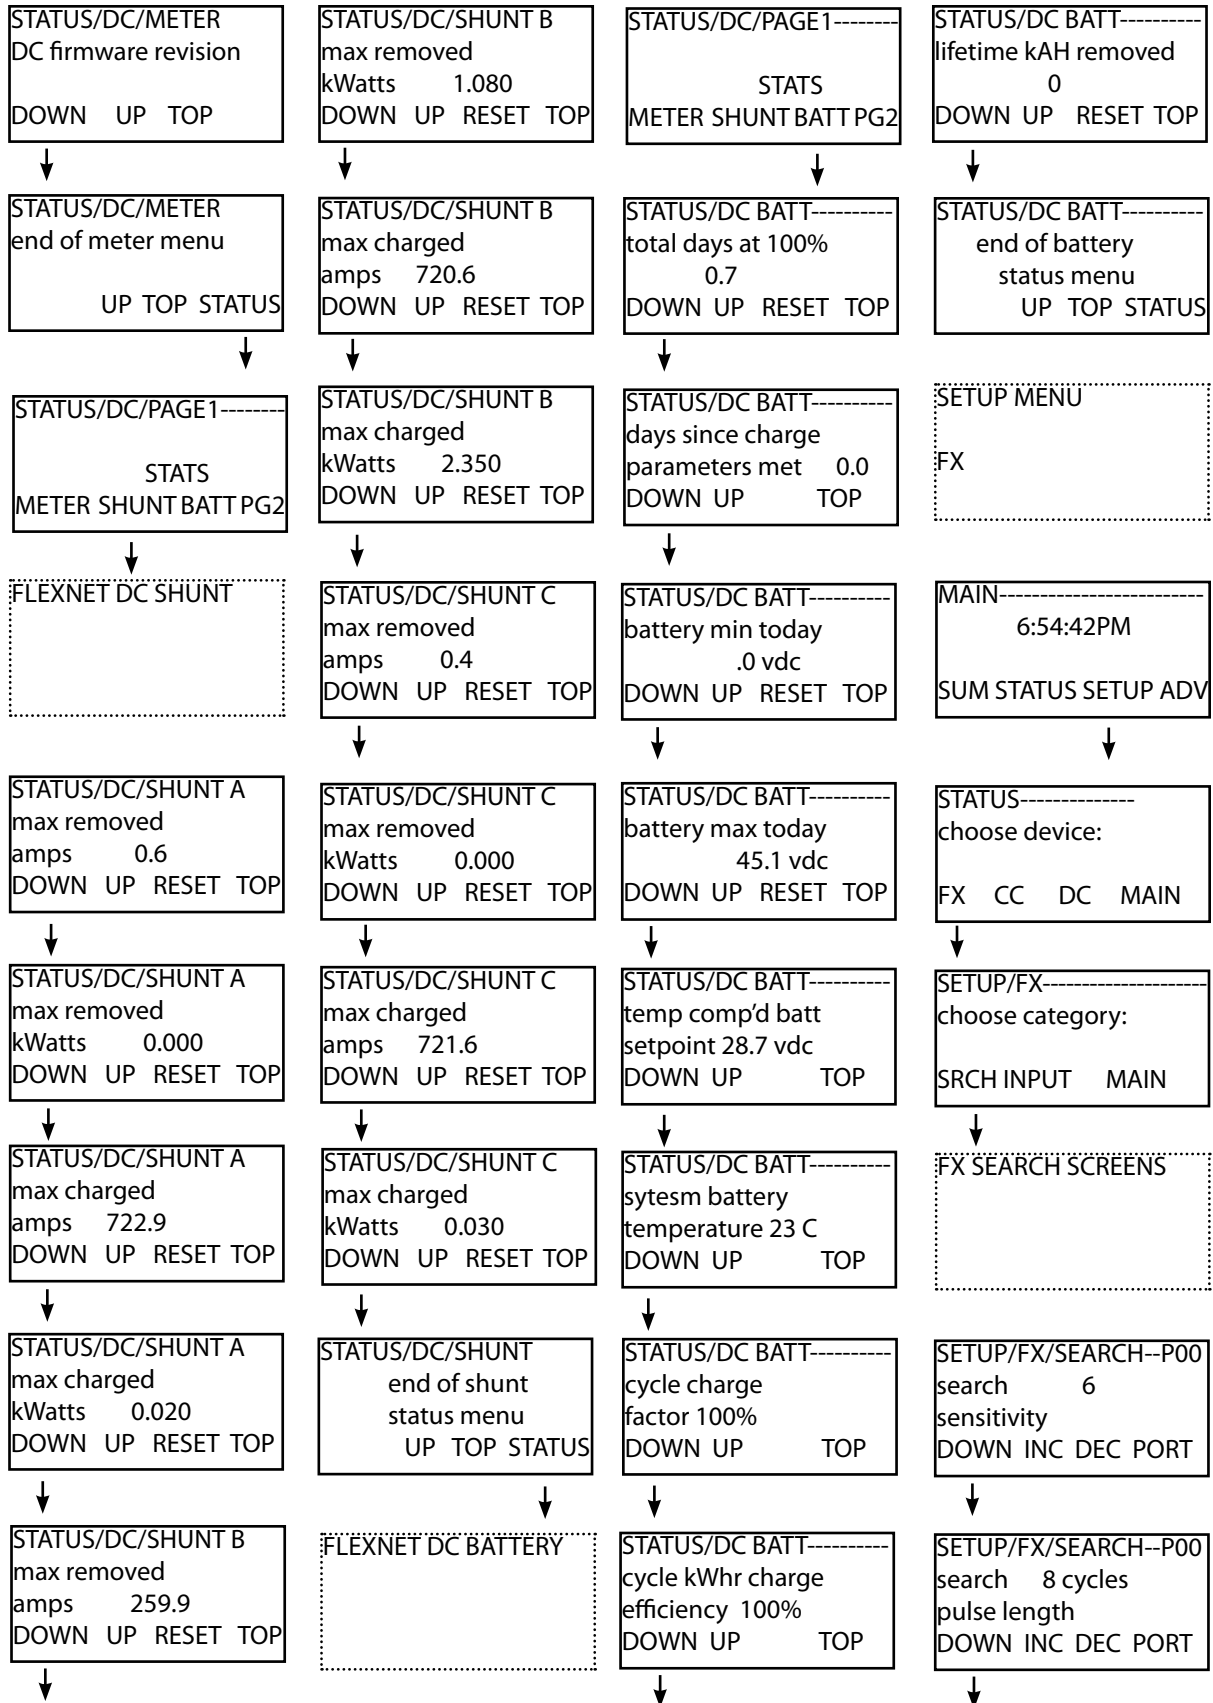 STATUS/DC/METER
DC firmware revision
DOWN UP TOP
STATUS/DC/METER
end of meter menu
UP TOP STATUS
STATUS/DC/PAGE1--------
STATS
METER SHUNT BATT PG2
FLEXNET DC SHUNT
STATUS/DC/SHUNT A
max removed
amps 0.6
DOWN UP RESET TOP
STATUS/DC/SHUNT A
max removed
kWatts 0.000
DOWN UP RESET TOP
STATUS/DC/SHUNT A
max charged
amps 722.9
DOWN UP RESET TOP
STATUS/DC/SHUNT A
max charged
kWatts 0.020
DOWN UP RESET TOP
STATUS/DC/SHUNT B
max removed
amps 259.9
DOWN UP RESET TOP
STATUS/DC/SHUNT B
max removed
kWatts 1.080
DOWN UP RESET TOP
STATUS/DC/SHUNT B
max charged
amps 720.6
DOWN UP RESET TOP
STATUS/DC/SHUNT B
max charged
kWatts 2.350
DOWN UP RESET TOP
STATUS/DC/SHUNT C
max removed
amps 0.4
DOWN UP RESET TOP
STATUS/DC/SHUNT C
max removed
kWatts 0.000
DOWN UP RESET TOP
STATUS/DC/SHUNT C
max charged
amps 721.6
DOWN UP RESET TOP
STATUS/DC/SHUNT C
max charged
kWatts 0.030
DOWN UP RESET TOP
STATUS/DC/SHUNT
end of shunt
status menu
UP TOP STATUS
FLEXNET DC BATTERY
STATUS/DC/PAGE1--------
STATS
METER SHUNT BATT PG2
STATUS/DC BATT----------
total days at 100%
0.7
DOWN UP RESET TOP
STATUS/DC BATT----------
days since charge
parameters met 0.0
DOWN UP TOP
STATUS/DC BATT----------
battery min today
.0 vdc
DOWN UP RESET TOP
STATUS/DC BATT----------
battery max today
45.1 vdc
DOWN UP RESET TOP
STATUS/DC BATT----------
temp comp’d batt
setpoint 28.7 vdc
DOWN UP TOP
STATUS/DC BATT----------
sytesm battery
temperature 23 C
DOWN UP TOP
STATUS/DC BATT----------
cycle charge
factor 100%
DOWN UP TOP
STATUS/DC BATT----------
cycle kWhr charge
efficiency 100%
DOWN UP TOP
STATUS/DC BATT----------
lifetime kAH removed
0
DOWN UP RESET TOP
STATUS/DC BATT----------
end of battery
status menu
UP TOP STATUS
SETUP MENU
FX
MAIN-------------------------
6:54:42PM
SUM STATUS SETUP ADV
STATUS--------------
choose device:
FX CC DC MAIN
SETUP/FX--------------------
choose category:
SRCH INPUT MAIN
FX SEARCH SCREENS
SETUP/FX/SEARCH--P00
search 6
sensitivity
DOWN INC DEC PORT
SETUP/FX/SEARCH--P00
search 8 cycles
pulse length
DOWN INC DEC PORT